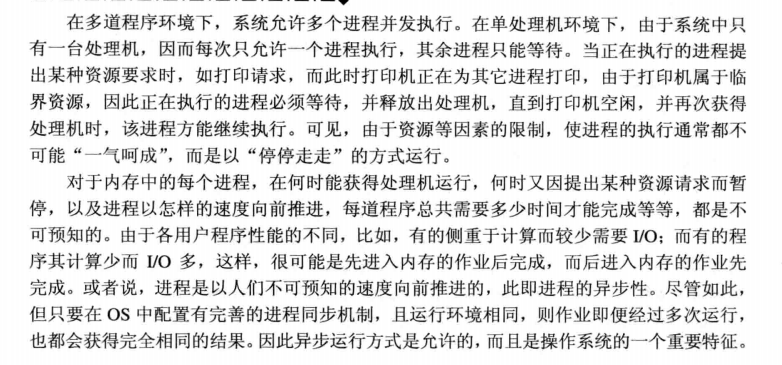 在多道程序环境下，系统允许多个进程并发执行。在单处理机环境下，由于系统中只
有一台处理机，因而每次只允许一个进程执行，其余进程只能等待。当正在执行的进程提
出某种资源要求时，如打印请求，而此时打印机正在为其它进程打印，由于打印机属于临
界资源，因此正在执行的进程必须等待，并释放出处理机，直到打印机空闲，并再次获得
处理机时，该进程方能继续执行。可见，由于资源等因素的限制，使进程的执行通常都不
可能“一气呵成”，而是以“停停走走”的方式运行。
对于内存中的每个进程，在何时能获得处理机运行，何时又因提出某种资源请求而暂
停，以及进程以怎样的速度向前推进，每道程序总共需要多少时间才能完成等等，都是不
可预知的。由于各用户程序性能的不同，比如，有的侧重于计算而较少需要 I/O；而有的程
序其计算少而 I/O 多，这样，很可能是先进入内存的作业后完成，而后进入内存的作业先
完成。或者说，进程是以人们不可预知的速度向前推进的，此即进程的异步性。尽管如此，
但只要在 OS 中配置有完善的进程同步机制，且运行环境相同，则作业即便经过多次运行，
也都会获得完全相同的结果。因此异步运行方式是允许的，而且是操作系统的一个重要特征。